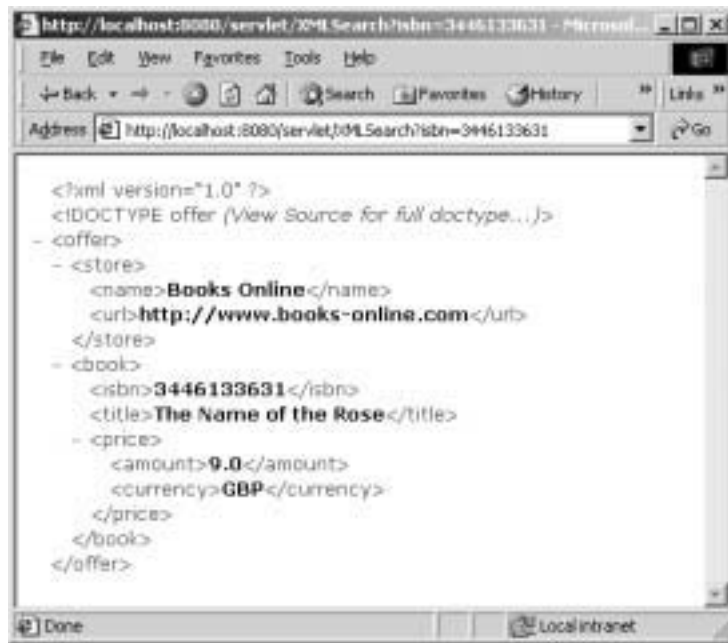 http://localhost:8080/servlet/XMLSearch?isbn=3446133631 - Microsof...
File Edit View Favorites Tools Help
Back Search Favorites History » Links »
Address http://localhost:8080/servlet/XMLSearch?isbn=3446133631 Go
<?xml version="1.0" ?>
<!DOCTYPE offer (View Source for full doctype...)>
- <offer>
- <store>
<name>Books Online</name>
<url>http://www.books-online.com</url>
</store>
- <book>
<isbn>3446133631</isbn>
<title>The Name of the Rose</title>
- <price>
<amount>9.0</amount>
<currency>GBP</currency>
</price>
</book>
</offer>
Done Local intranet